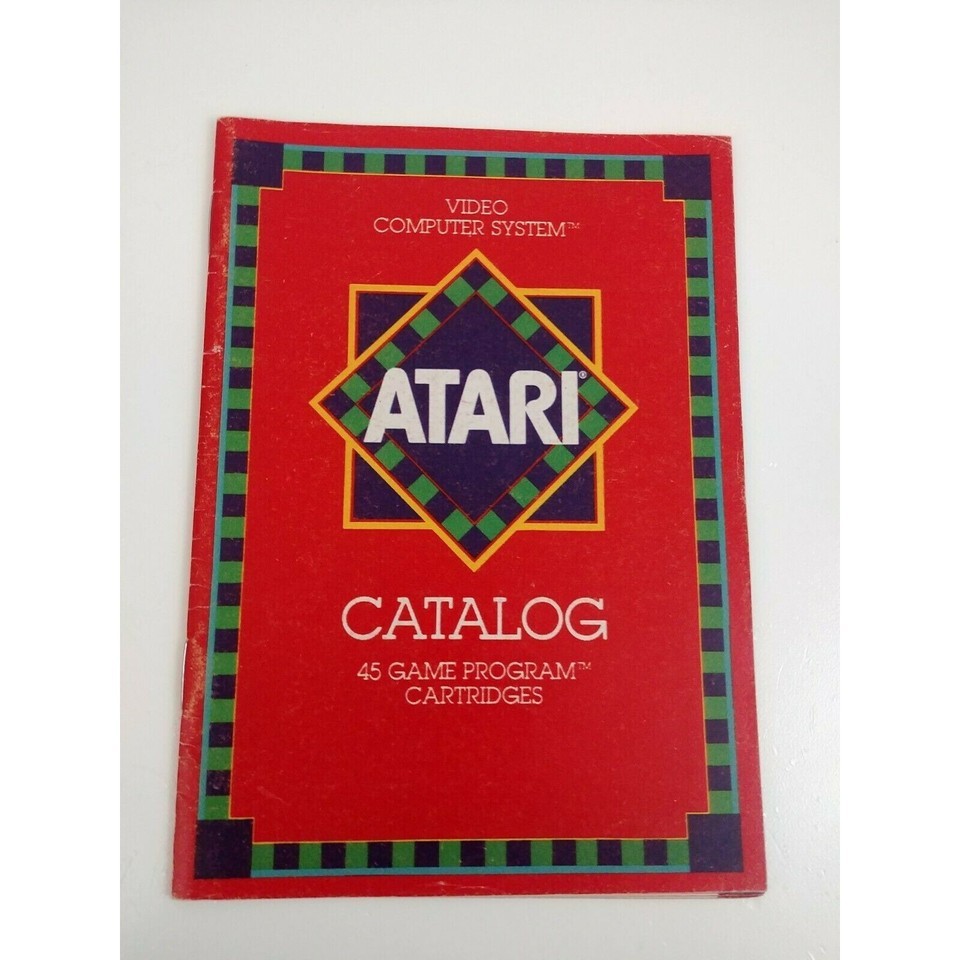 VIDEO
COMPUTER SYSTEM™
ATARI®
CATALOG
45 GAME PROGRAM™
CARTRIDGES